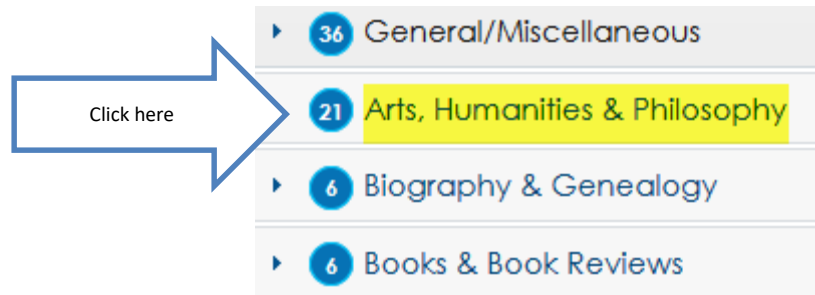 36 General/Miscellaneous
Click here
21 Arts, Humanities & Philosophy
6 Biography & Genealogy
6 Books & Book Reviews